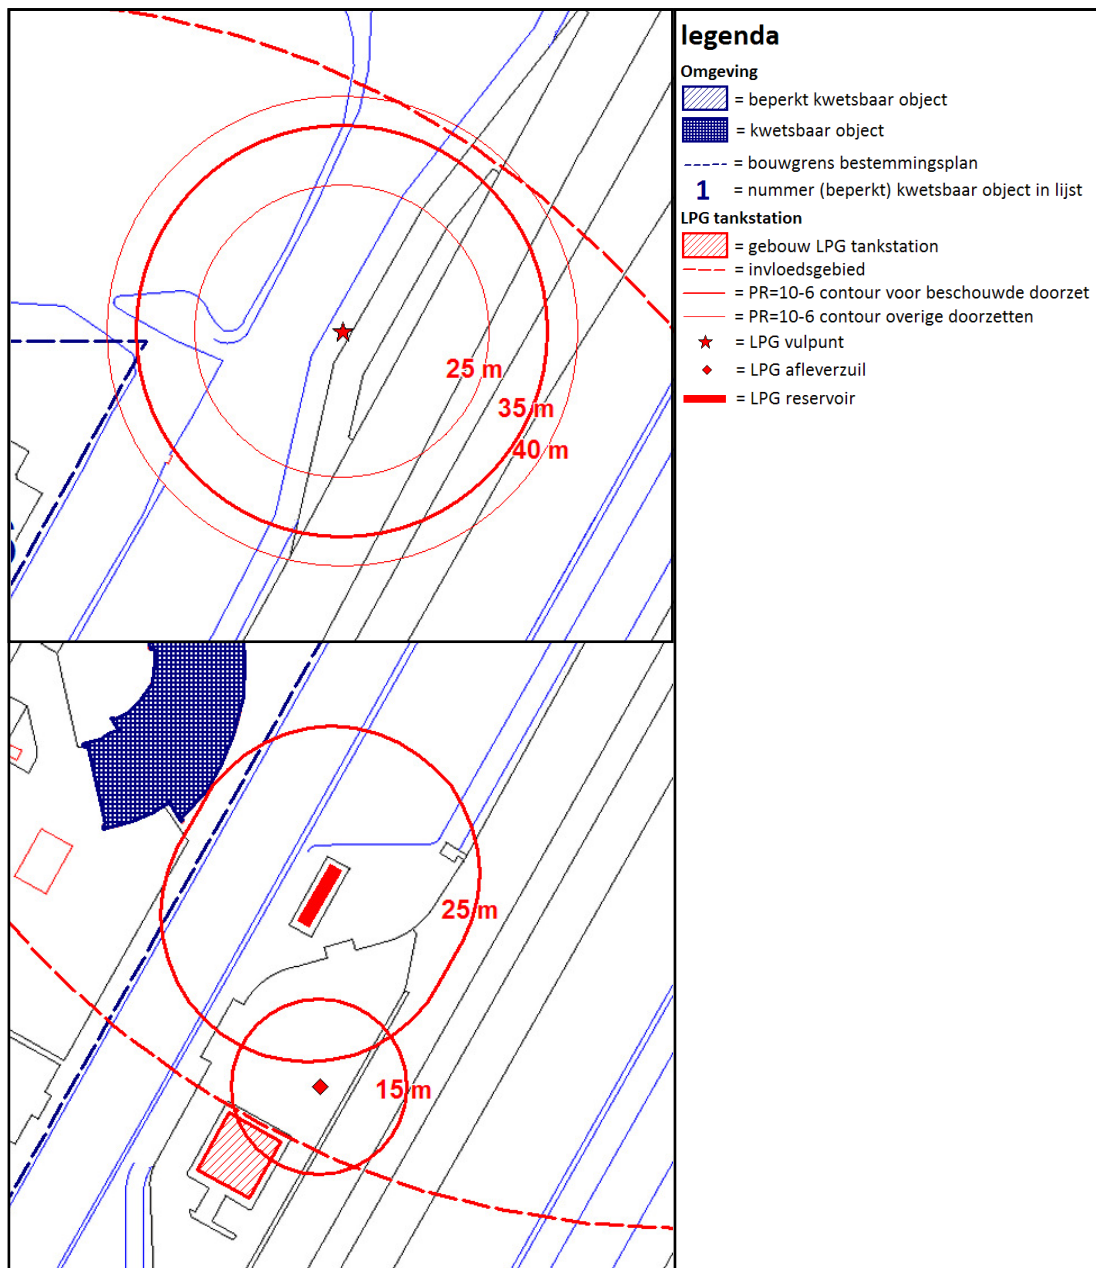 25 m
35 m
40 m
25 m
15 m
legenda
Omgeving
= beperkt kwetsbaar object
= kwetsbaar object
= bouwgrens bestemmingsplan
1 = nummer (beperkt) kwetsbaar object in lijst
LPG tankstation
= gebouw LPG tankstation
= invloedsgebied
= PR=10-6 contour voor beschouwde doorzet
= PR=10-6 contour overige doorzetten
= LPG vulpunt
= LPG afleverzuil
= LPG reservoir